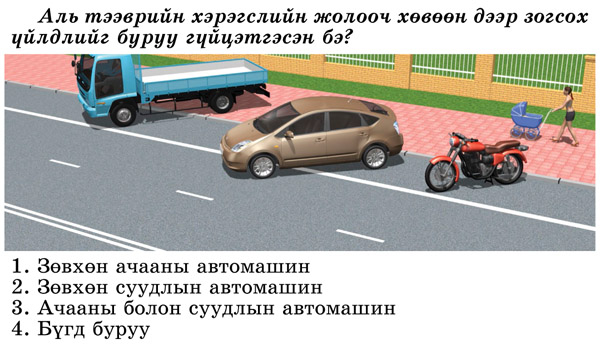 Аль тээврийн хэрэгслийн жолооч хөвөөн дээр зогсох
үйлдлийг буруу гүйцэтгэсэн бэ?
1. Зөвхөн ачааны автомашин
2. Зөвхөн суудлын автомашин
3. Ачааны болон суудлын автомашин
4. Бүгд буруу